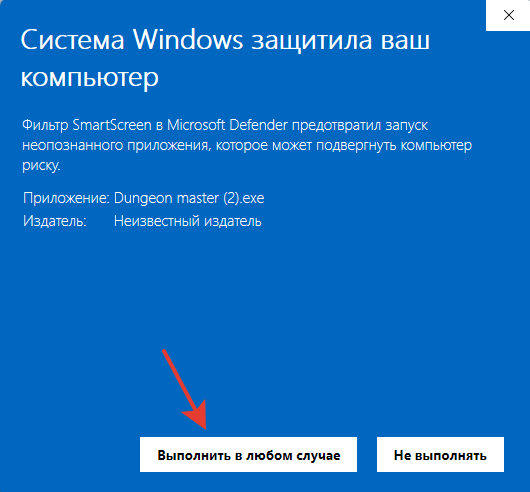 Система Windows защитила ваш
компьютер
Фильтр SmartScreen в Microsoft Defender предотвратил запуск
неопознанного приложения, которое может подвергнуть компьютер
риску.
Приложение: Dungeon master (2).exe
Издатель: Неизвестный издатель
Выполнить в любом случае
Не выполнять